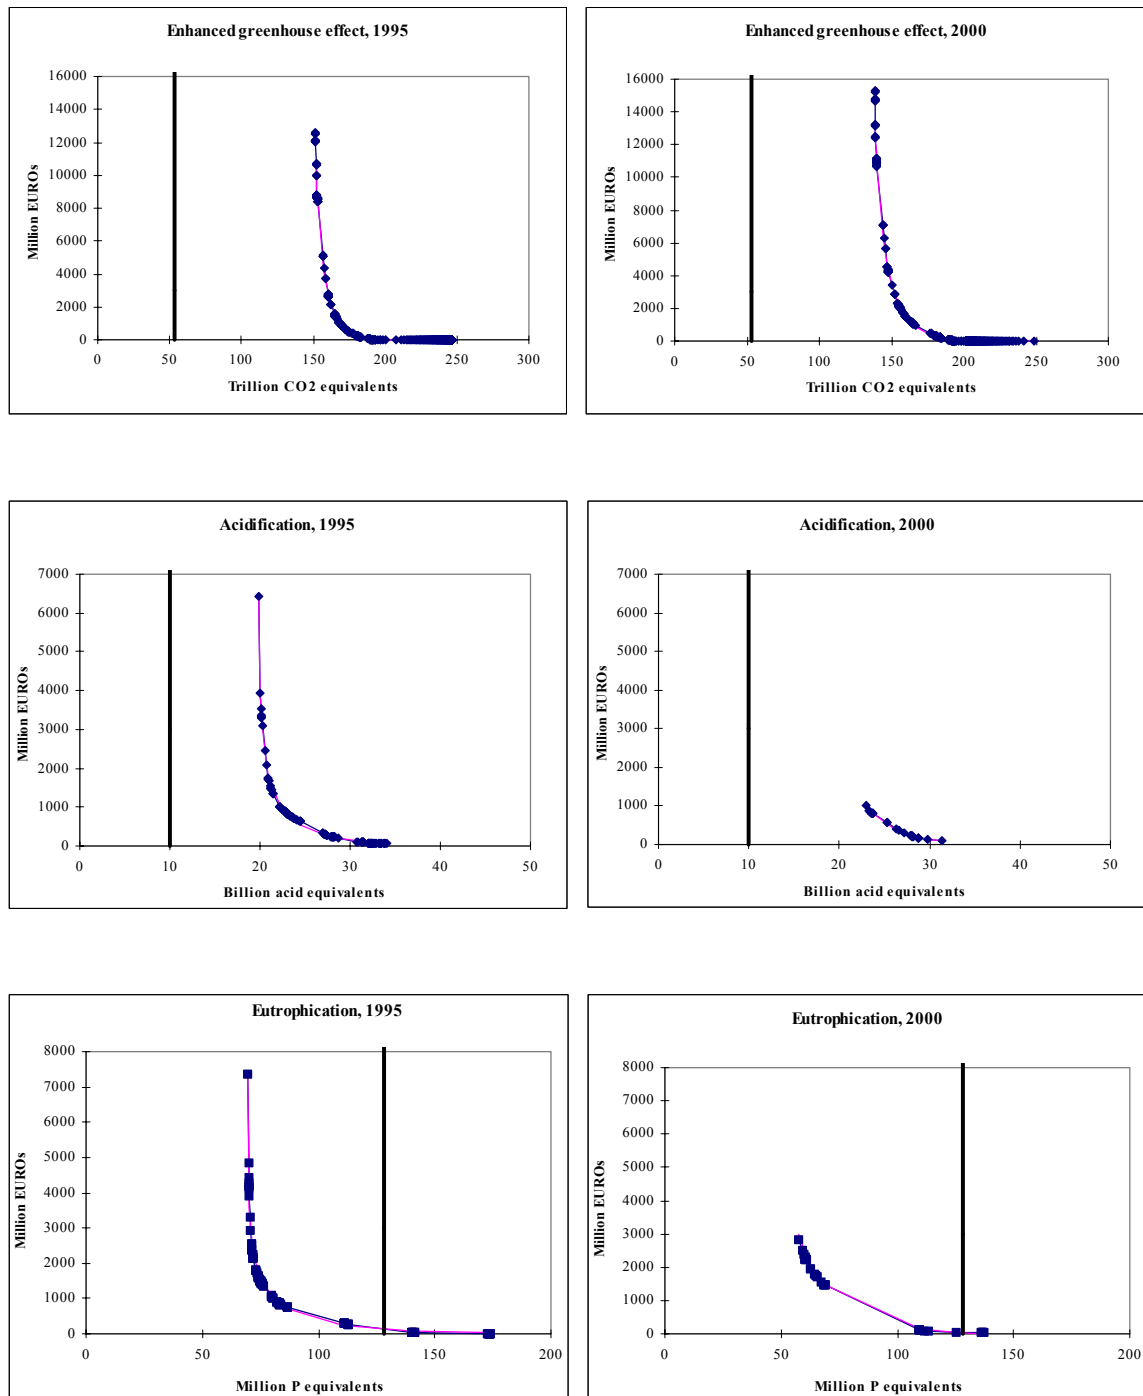 Enhanced greenhouse effect, 1995
16000
14000
12000
10000
8000
6000
4000
2000
0
Million EUROs
0 50 100 150 200 250 300
Trillion CO2 equivalents
Enhanced greenhouse effect, 2000
16000
14000
12000
10000
8000
6000
4000
2000
0
Million EUROs
0 50 100 150 200 250 300
Trillion CO2 equivalents
Acidification, 1995
7000
6000
5000
4000
3000
2000
1000
0
Million EUROs
0 10 20 30 40 50
Billion acid equivalents
Acidification, 2000
7000
6000
5000
4000
3000
2000
1000
0
Million EUROs
0 10 20 30 40 50
Billion acid equivalents
Eutrophication, 1995
8000
7000
6000
5000
4000
3000
2000
1000
0
Million EUROs
0 50 100 150 200
Million P equivalents
Eutrophication, 2000
8000
7000
6000
5000
4000
3000
2000
1000
0
Million EUROs
0 50 100 150 200
Million P equivalents